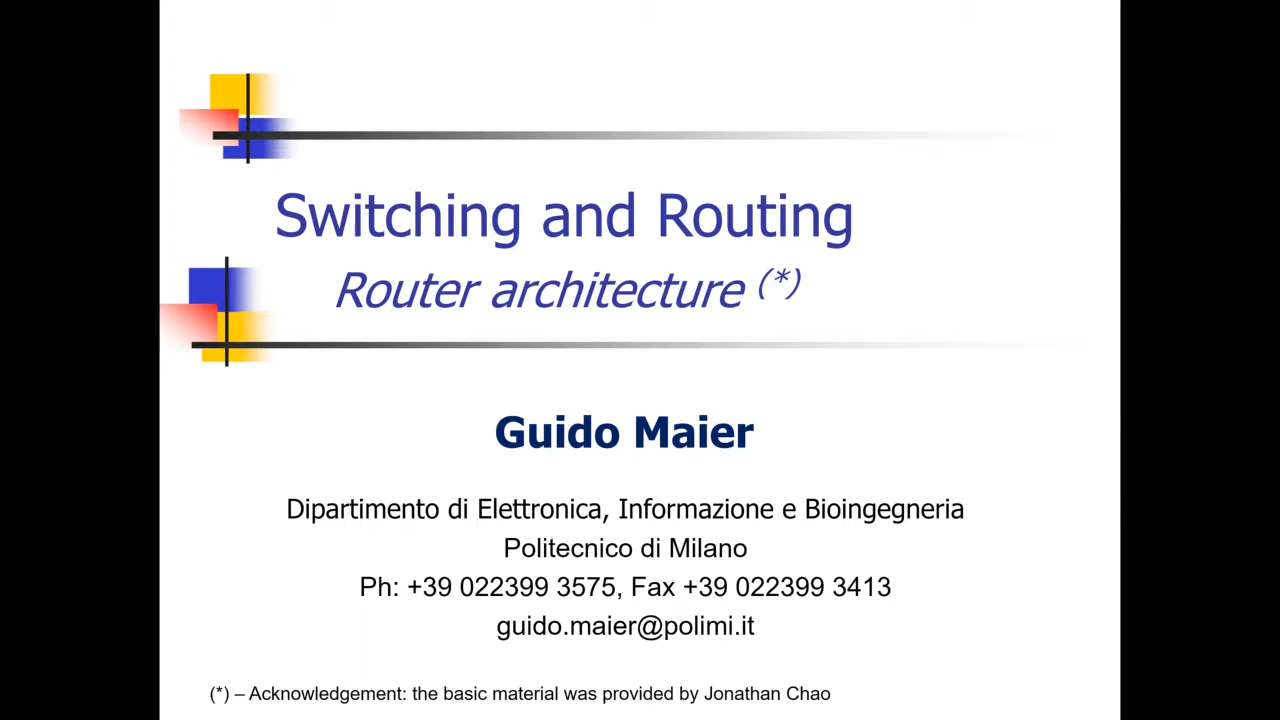 Switching and Routing
Router architecture (*)
Guido Maier
Dipartimento di Elettronica, Informazione e Bioingegneria
Politecnico di Milano
Ph: +39 022399 3575, Fax +39 022399 3413
guido.maier@polimi.it
(*) – Acknowledgement: the basic material was provided by Jonathan Chao